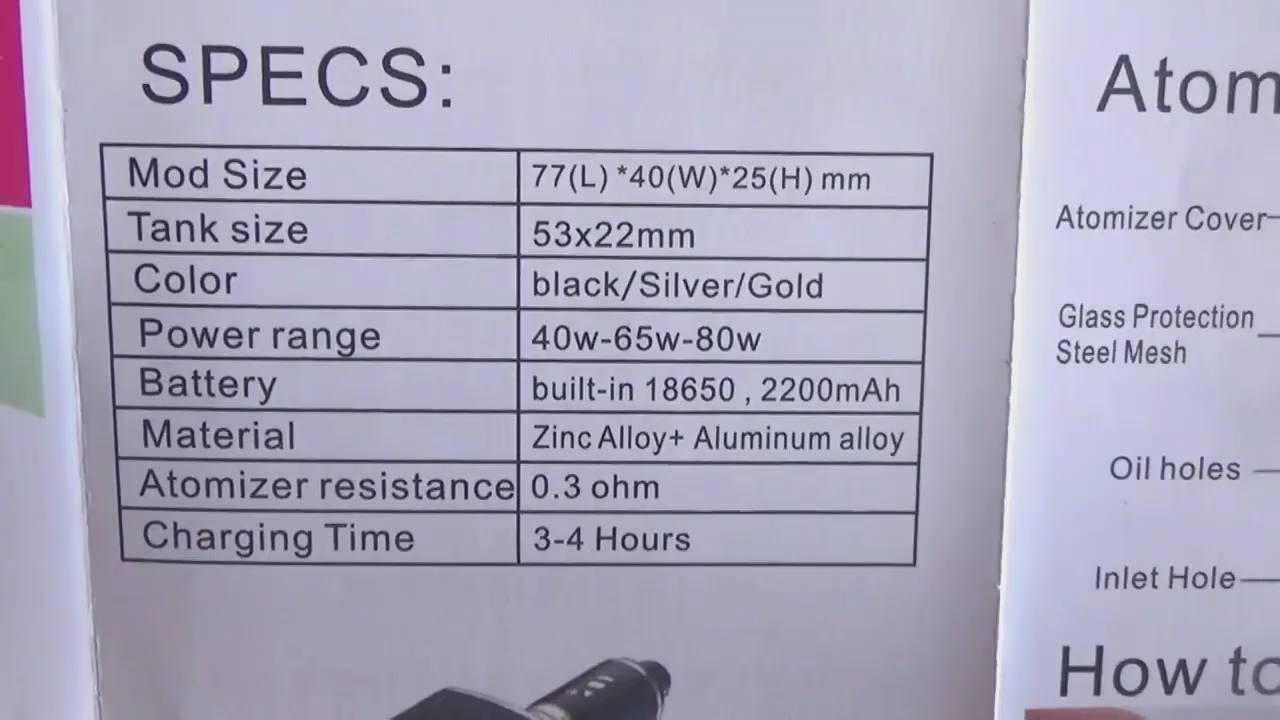 SPECS:
Mod Size 77(L) *40(W)*25(H) mm
Tank size 53x22mm
Color black/Silver/Gold
Power range 40w-65w-80w
Battery built-in 18650 , 2200mAh
Material Zinc Alloy+ Aluminum alloy
Atomizer resistance 0.3 ohm
Charging Time 3-4 Hours
Atom
Atomizer Cover
Glass Protection
Steel Mesh
Oil holes
Inlet Hole
How to